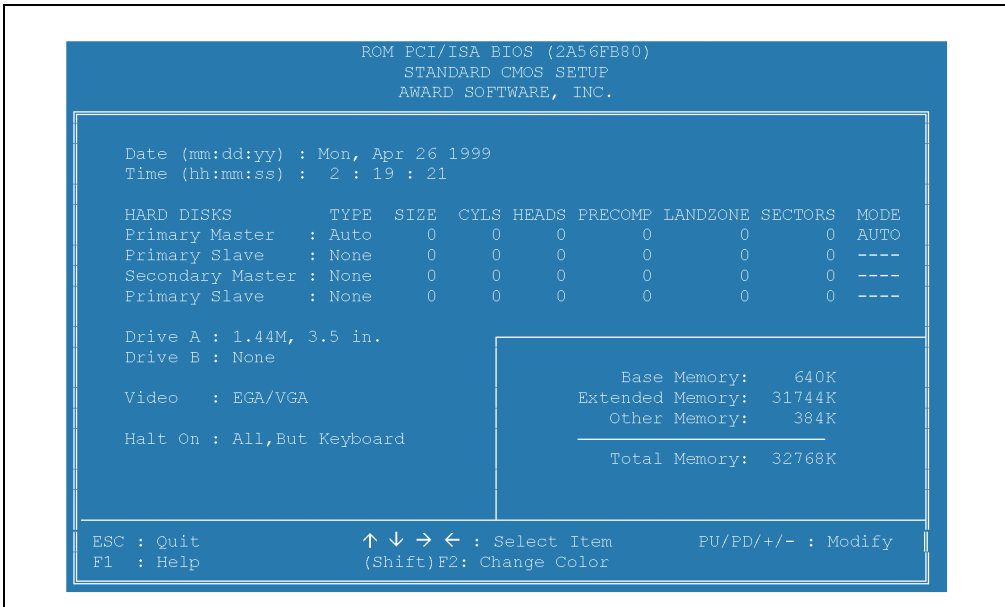 ROM PCI/ISA BIOS (2A56FB80)
STANDARD CMOS SETUP
AWARD SOFTWARE, INC.
Date (mm:dd:yy) : Mon, Apr 26 1999
Time (hh:mm:ss) : 2 : 19 : 21
HARD DISKS TYPE SIZE CYLS HEADS PRECOMP LANDZONE SECTORS MODE
Primary Master : Auto 0 0 0 0 0 0 AUTO
Primary Slave : None 0 0 0 0 0 0 ----
Secondary Master : None 0 0 0 0 0 0 ----
Primary Slave : None 0 0 0 0 0 0 ----
Drive A : 1.44M, 3.5 in.
Drive B : None
Video : EGA/VGA
Halt On : All,But Keyboard
Base Memory: 640K
Extended Memory: 31744K
Other Memory: 384K
Total Memory: 32768K
ESC : Quit ↑ ↓ → ← : Select Item PU/PD/+/- : Modify
F1 : Help (Shift)F2: Change Color